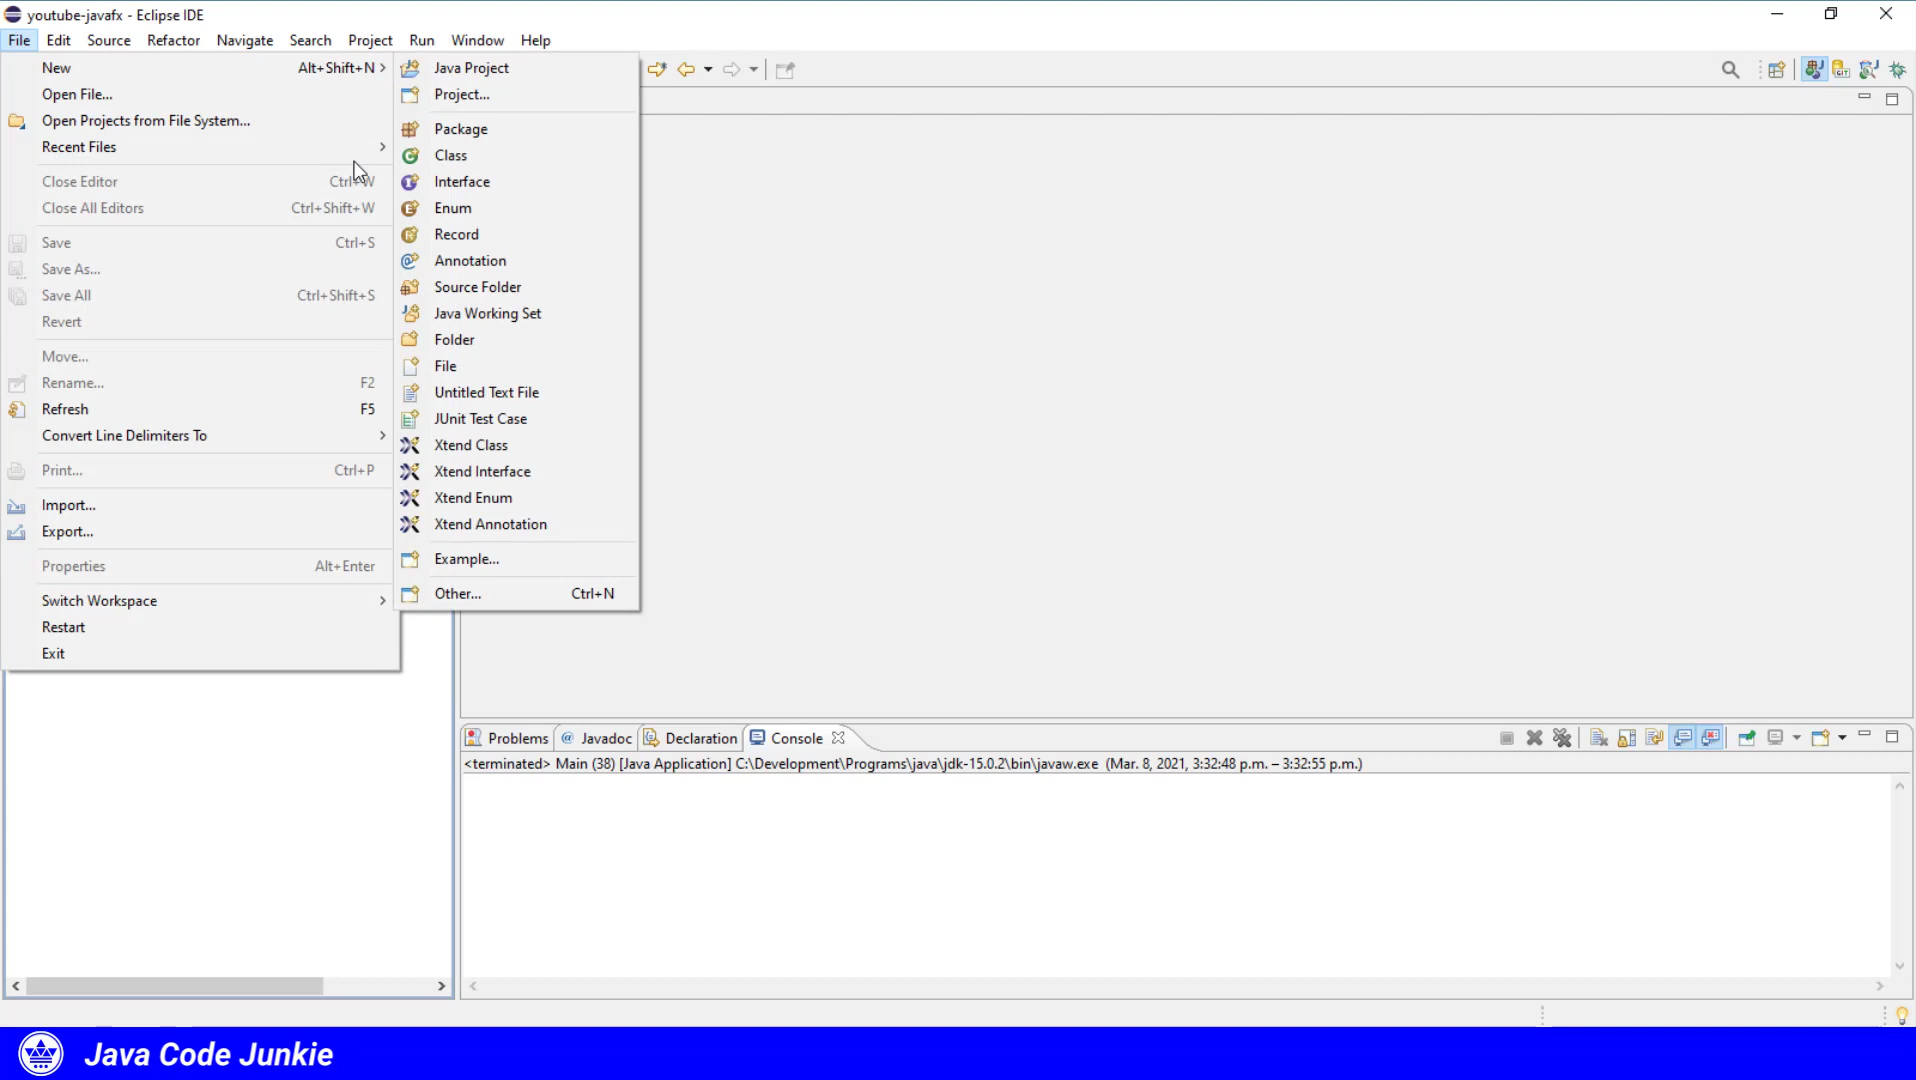 youtube-javafx - Eclipse IDE
File Edit Source Refactor Navigate Search Project Run Window Help
New Alt+Shift+N
Open File...
Open Projects from File System...
Recent Files
Close Editor Ctrl+W
Close All Editors Ctrl+Shift+W
Save Ctrl+S
Save As...
Save All Ctrl+Shift+S
Revert
Move...
Rename... F2
Refresh F5
Convert Line Delimiters To
Print... Ctrl+P
Import...
Export...
Properties Alt+Enter
Switch Workspace
Restart
Exit
Java Project
Project...
Package
Class
Interface
Enum
Record
Annotation
Source Folder
Java Working Set
Folder
File
Untitled Text File
JUnit Test Case
Xtend Class
Xtend Interface
Xtend Enum
Xtend Annotation
Example...
Other... Ctrl+N
Problems @ Javadoc Declaration Console
<terminated> Main (38) [Java Application] C:\Development\Programs\java\jdk-15.0.2\bin\javaw.exe (Mar. 8, 2021, 3:32:48 p.m. – 3:32:55 p.m.)
Java Code Junkie